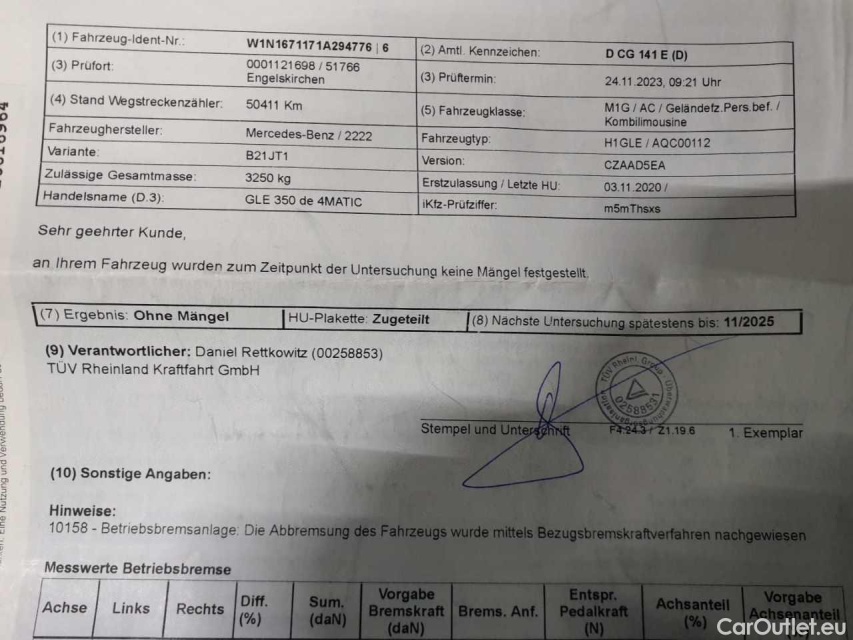 (1) Fahrzeug-Ident-Nr.: W1N1671171A294776 | 6 (2) Amtl. Kennzeichen: D CG 141 E (D)
(3) Prüfort: 0001121698 / 51766 Engelskirchen (3) Prüftermin: 24.11.2023, 09:21 Uhr
(4) Stand Wegstreckenzähler: 50411 Km (5) Fahrzeugklasse: M1G / AC / Geländefz.Pers.bef. / Kombilimousine
Fahrzeughersteller: Mercedes-Benz / 2222 Fahrzeugtyp: H1GLE / AQC00112
Variante: B21JT1 Version: CZAAD5EA
Zulässige Gesamtmasse: 3250 kg Erstzulassung / Letzte HU: 03.11.2020 /
Handelsname (D.3): GLE 350 de 4MATIC iKfz-Prüfziffer: m5mThsxs
Sehr geehrter Kunde,
an Ihrem Fahrzeug wurden zum Zeitpunkt der Untersuchung keine Mängel festgestellt.
(7) Ergebnis: Ohne Mängel HU-Plakette: Zugeteilt (8) Nächste Untersuchung spätestens bis: 11/2025
(9) Verantwortlicher: Daniel Rettkowitz (00258853)
TÜV Rheinland Kraftfahrt GmbH
TÜV Rheinl. Group
02588531
Stempel und Unterschrift F4.24.3 / 21.19.6 1. Exemplar
(10) Sonstige Angaben:
Hinweise:
10158 - Betriebsbremsanlage: Die Abbremsung des Fahrzeugs wurde mittels Bezugsbremskraftverfahren nachgewiesen
Messwerte Betriebsbremse
Achse Links Rechts Diff. (%) Sum. (daN) Vorgabe Bremskraft (daN) Brems. Anf. Entspr. Pedalkraft (N) Achsanteil (%) Vorgabe Achsenanteil
CarOutlet.eu